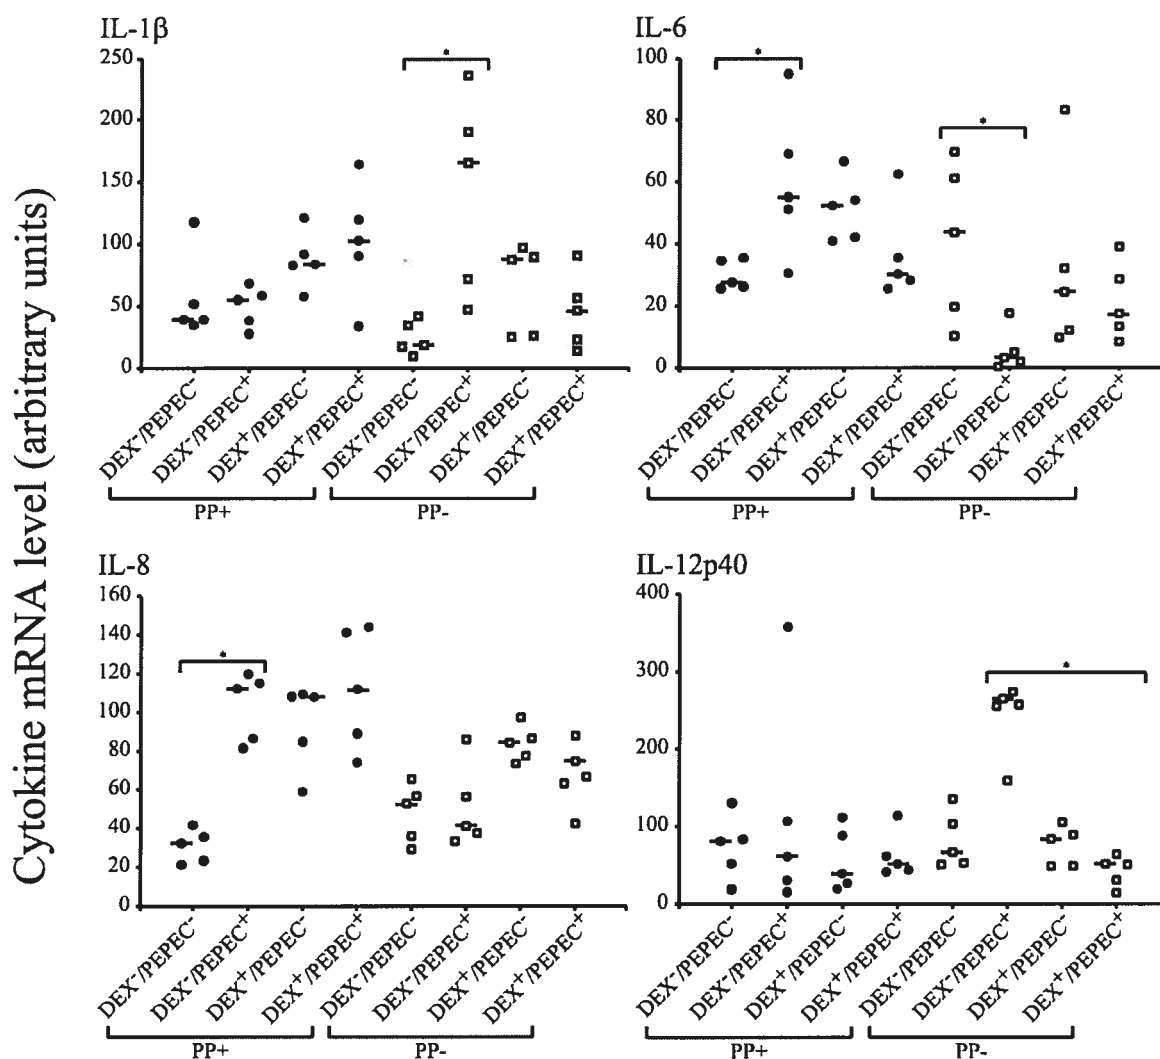 Cytokine mRNA level (arbitrary units)
IL-1β
250
200
150
100
50
0
*
DEX⁻/PEPEC⁻
DEX⁻/PEPEC⁺
DEX⁺/PEPEC⁻
DEX⁺/PEPEC⁺
DEX⁻/PEPEC⁻
DEX⁻/PEPEC⁺
DEX⁺/PEPEC⁻
DEX⁺/PEPEC⁺
PP+
PP-
IL-6
100
80
60
40
20
0
*
*
DEX⁻/PEPEC⁻
DEX⁻/PEPEC⁺
DEX⁺/PEPEC⁻
DEX⁺/PEPEC⁺
DEX⁻/PEPEC⁻
DEX⁻/PEPEC⁺
DEX⁺/PEPEC⁻
DEX⁺/PEPEC⁺
PP+
PP-
IL-8
160
140
120
100
80
60
40
20
0
*
DEX⁻/PEPEC⁻
DEX⁻/PEPEC⁺
DEX⁺/PEPEC⁻
DEX⁺/PEPEC⁺
DEX⁻/PEPEC⁻
DEX⁻/PEPEC⁺
DEX⁺/PEPEC⁻
DEX⁺/PEPEC⁺
PP+
PP-
IL-12p40
400
300
200
100
0
*
DEX⁻/PEPEC⁻
DEX⁻/PEPEC⁺
DEX⁺/PEPEC⁻
DEX⁺/PEPEC⁺
DEX⁻/PEPEC⁻
DEX⁻/PEPEC⁺
DEX⁺/PEPEC⁻
DEX⁺/PEPEC⁺
PP+
PP-